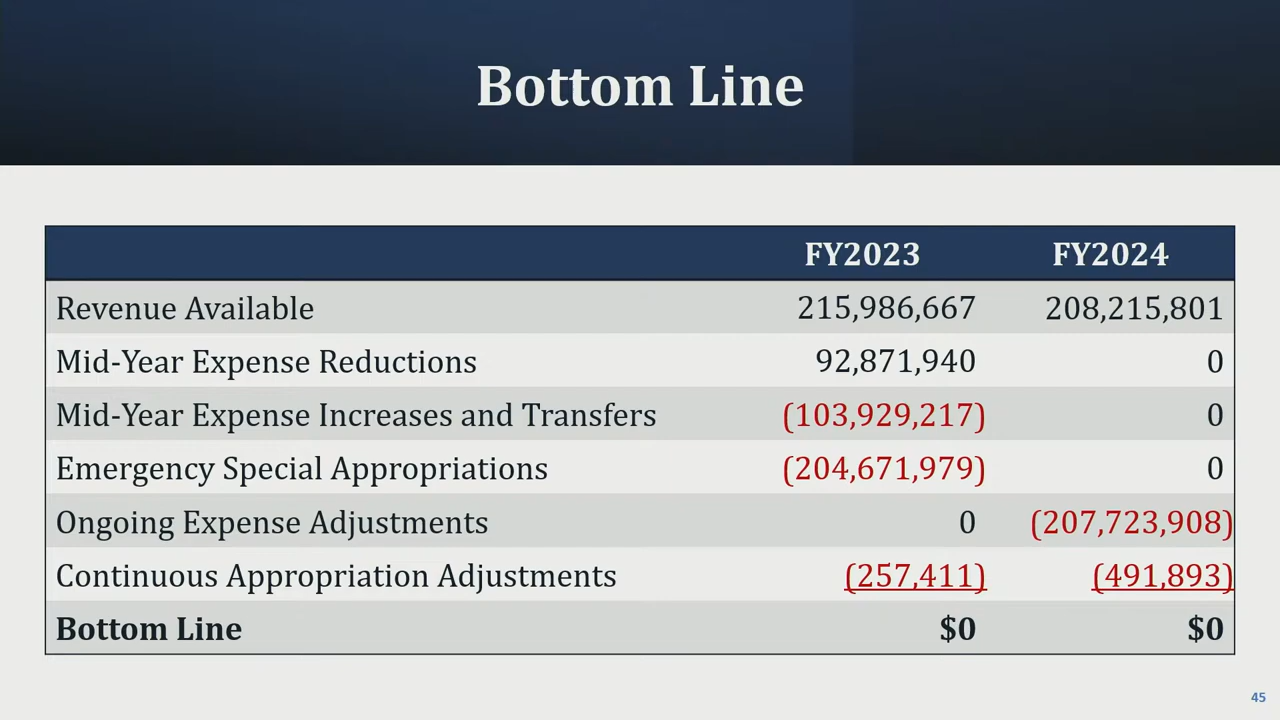 Bottom Line
FY2023 FY2024
Revenue Available 215,986,667 208,215,801
Mid-Year Expense Reductions 92,871,940 0
Mid-Year Expense Increases and Transfers (103,929,217) 0
Emergency Special Appropriations (204,671,979) 0
Ongoing Expense Adjustments 0 (207,723,908)
Continuous Appropriation Adjustments (257,411) (491,893)
Bottom Line $0 $0
45